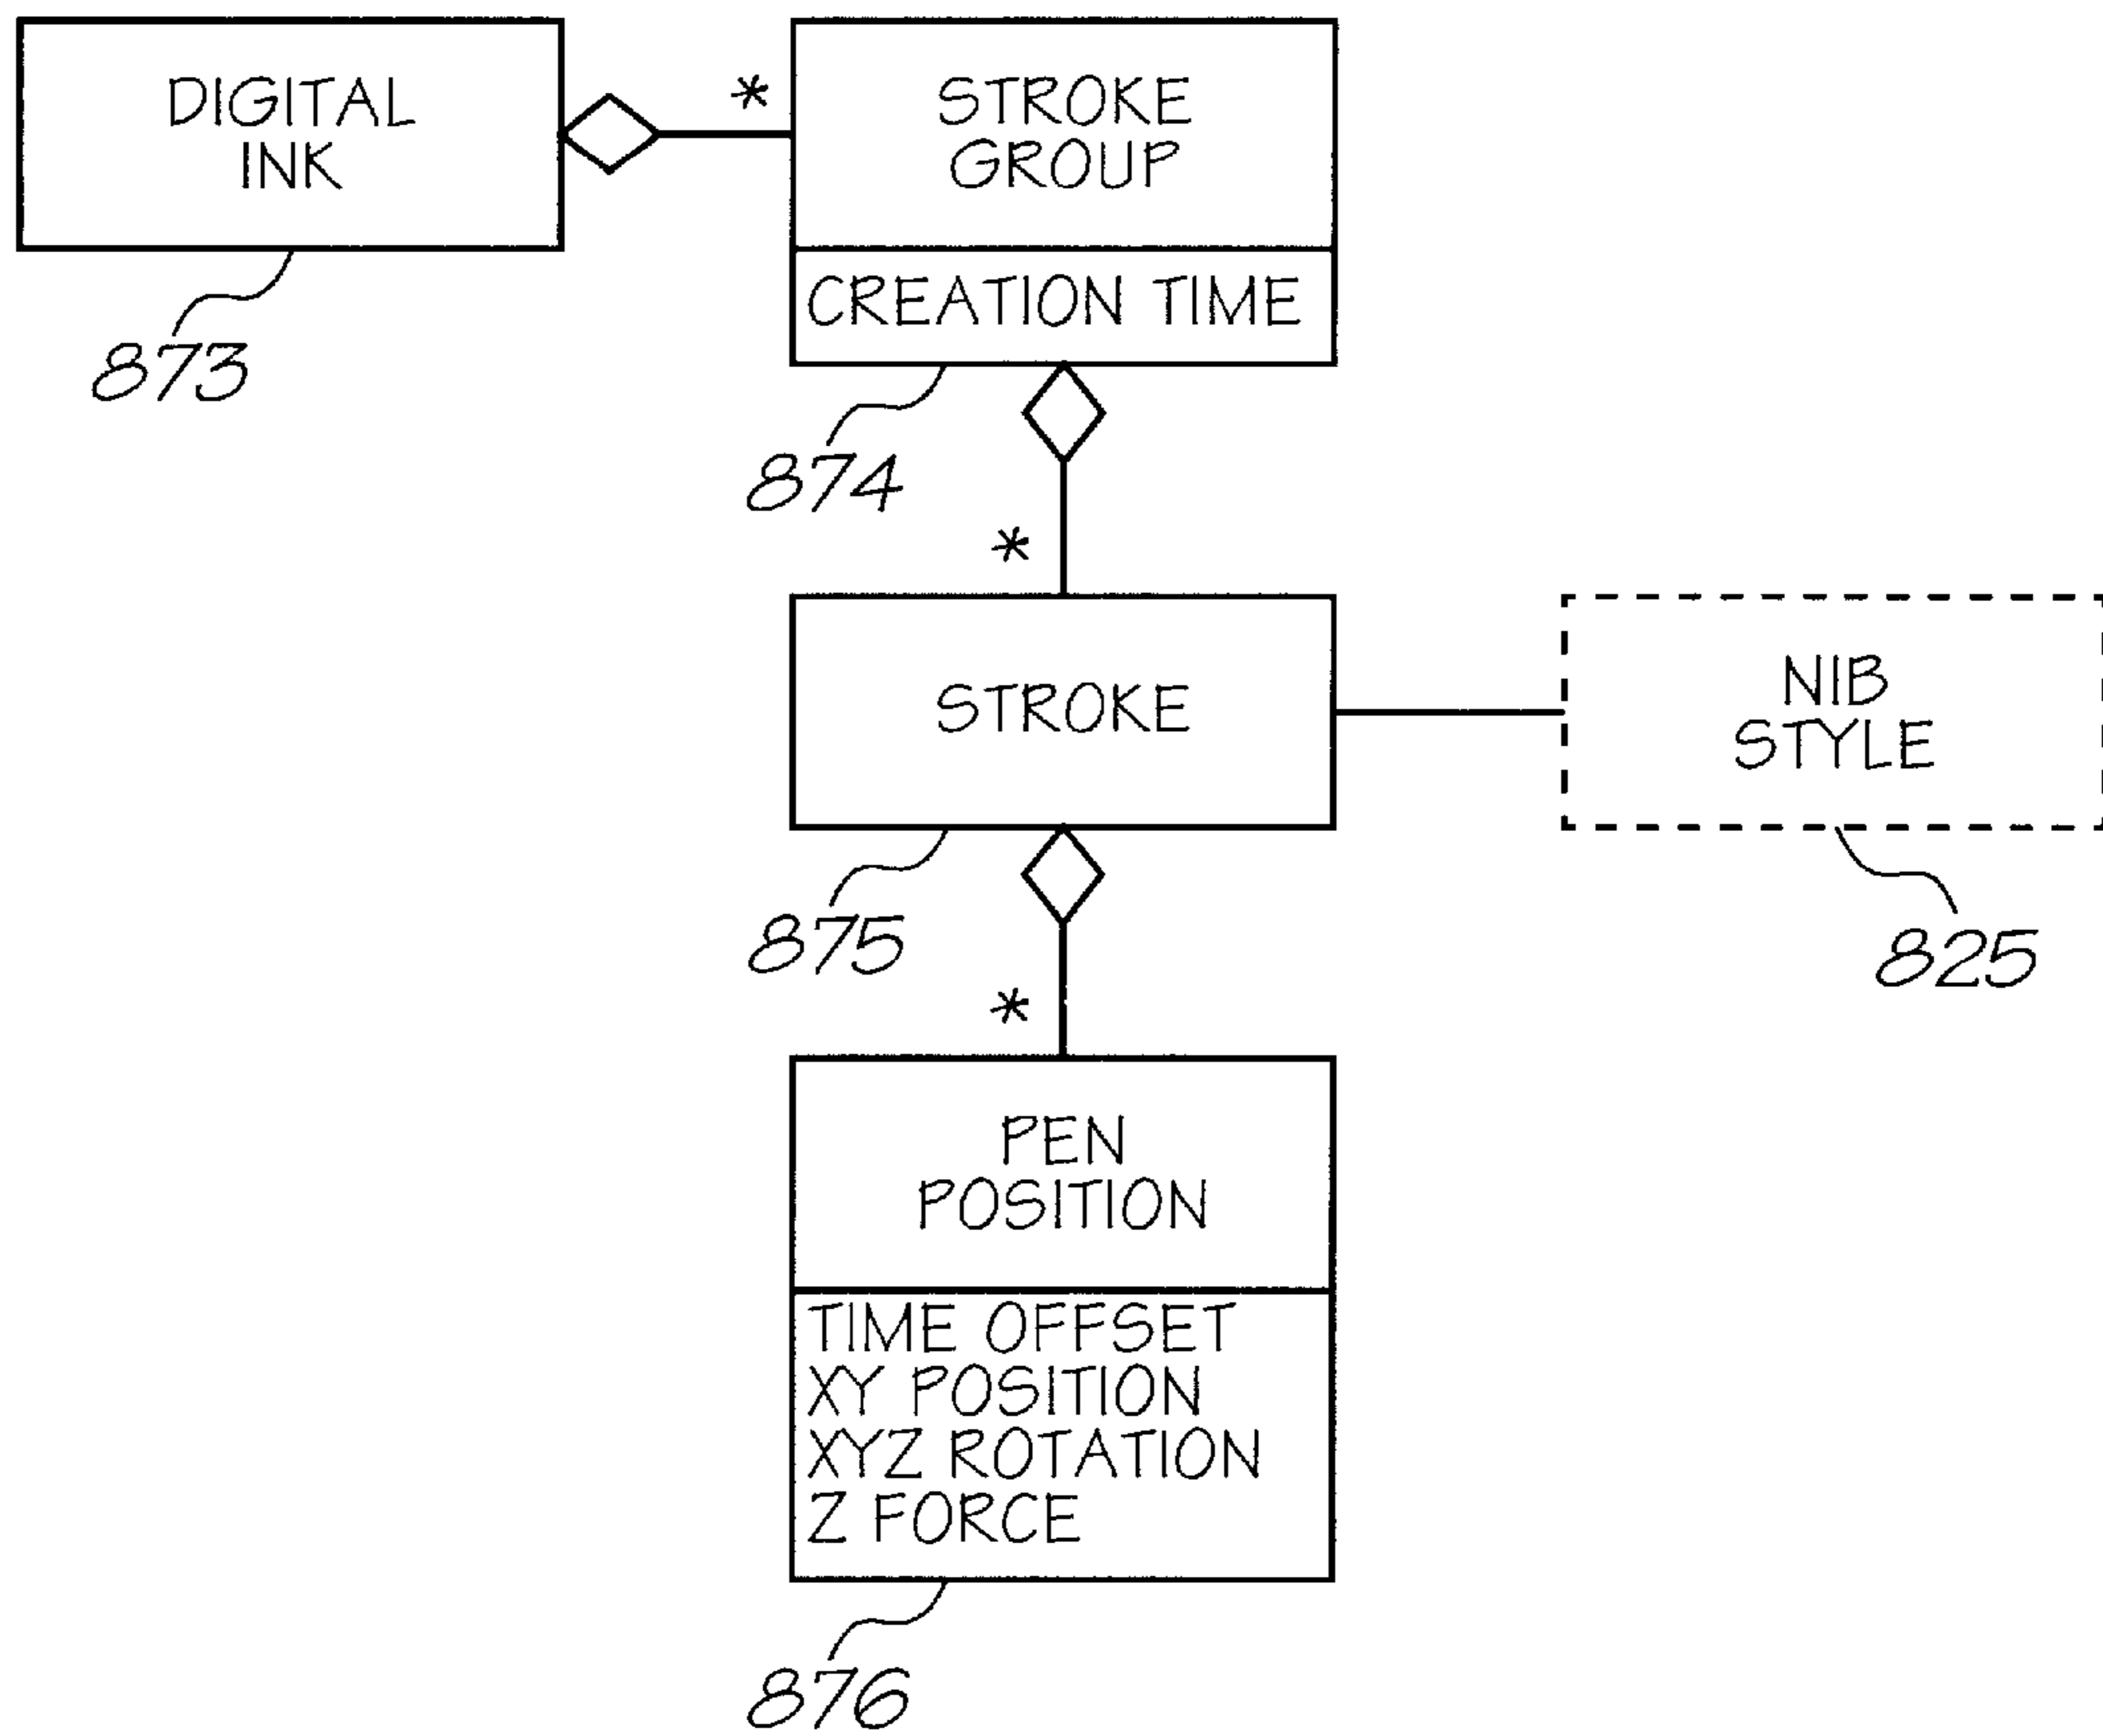 DIGITAL
INK
*
STROKE
GROUP
CREATION TIME
873
874
*
STROKE
NIB
STYLE
875
825
*
PEN
POSITION
TIME OFFSET
XY POSITION
XYZ ROTATION
Z FORCE
876